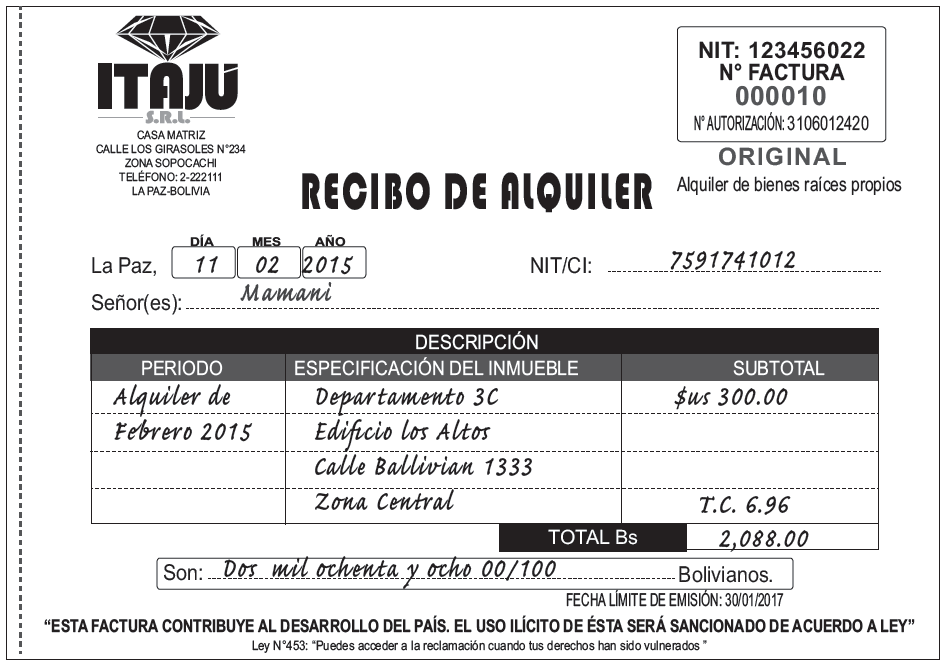 ITAJÚ
S.R.L.
CASA MATRIZ
CALLE LOS GIRASOLES N°234
ZONA SOPOCACHI
TELÉFONO: 2-222111
LA PAZ-BOLIVIA
NIT: 123456022
N° FACTURA
000010
N° AUTORIZACIÓN: 3106012420
ORIGINAL
Alquiler de bienes raíces propios
RECIBO DE ALQUILER
DÍA MES AÑO
La Paz, 11 02 2015 NIT/CI: 7591741012
Señor(es): Mamani
DESCRIPCIÓN
PERIODO ESPECIFICACIÓN DEL INMUEBLE SUBTOTAL
Alquiler de Departamento 3C $us 300.00
Febrero 2015 Edificio los Altos
Calle Ballivian 1333
Zona Central T.C. 6.96
TOTAL Bs 2,088.00
Son: Dos mil ochenta y ocho 00/100 Bolivianos.
FECHA LÍMITE DE EMISIÓN: 30/01/2017
“ESTA FACTURA CONTRIBUYE AL DESARROLLO DEL PAÍS. EL USO ILÍCITO DE ÉSTA SERÁ SANCIONADO DE ACUERDO A LEY”
Ley N°453: “Puedes acceder a la reclamación cuando tus derechos han sido vulnerados ”